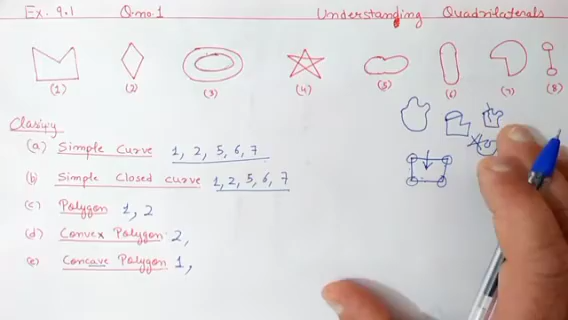 Ex. 9.1 Q.no.1 Understanding Quadrilaterals
(1) (2) (3) (4) (5) (6) (7) (8)
Clasify
(a) Simple Curve 1, 2, 5, 6, 7
(b) Simple Closed curve 1, 2, 5, 6, 7
(c) Polygon 1, 2
(d) Convex Polygon 2,
(e) Concave Polygon 1,